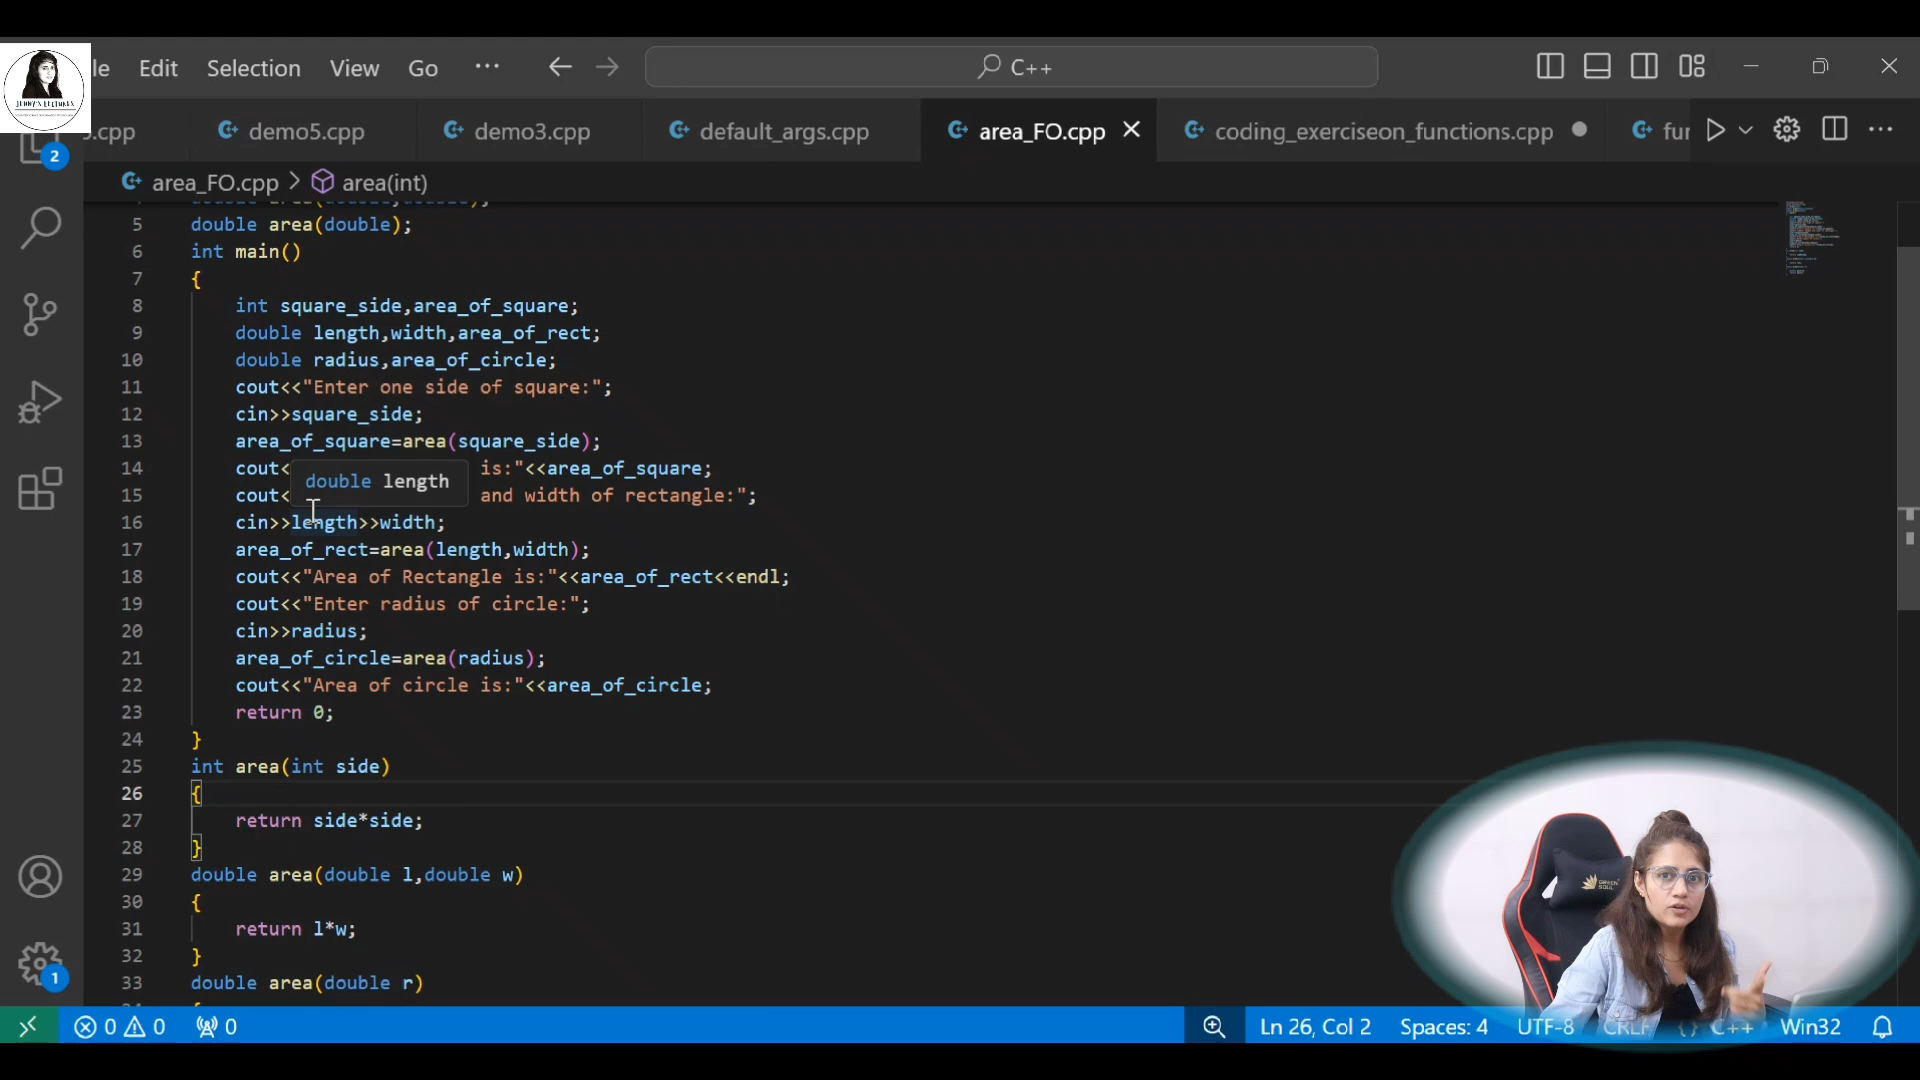 JENNY'S LECTURES
le Edit Selection View Go ···
C++
5.cpp demo5.cpp demo3.cpp default_args.cpp area_FO.cpp coding_exerciseon_functions.cpp fur
2
area_FO.cpp > area(int)
5 double area(double);
6 int main()
7 {
8 int square_side,area_of_square;
9 double length,width,area_of_rect;
10 double radius,area_of_circle;
11 cout<<"Enter one side of square:";
12 cin>>square_side;
13 area_of_square=area(square_side);
14 cout< is:"<<area_of_square;
double length
15 cout< and width of rectangle:";
16 cin>>length>>width;
17 area_of_rect=area(length,width);
18 cout<<"Area of Rectangle is:"<<area_of_rect<<endl;
19 cout<<"Enter radius of circle:";
20 cin>>radius;
21 area_of_circle=area(radius);
22 cout<<"Area of circle is:"<<area_of_circle;
23 return 0;
24 }
25 int area(int side)
26 {
27 return side*side;
28 }
29 double area(double l,double w)
30 {
31 return l*w;
32 }
33 double area(double r)
GREEN SOUL
1
0 0 0 Ln 26, Col 2 Spaces: 4 UTF-8 CRLF {} C++ Win32